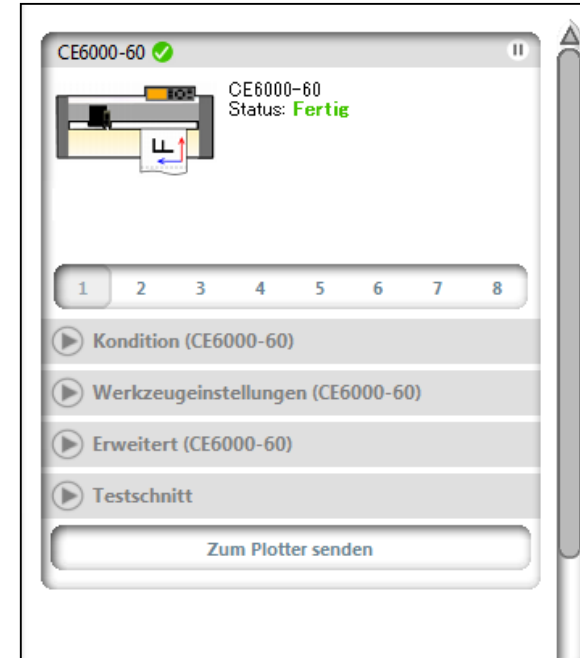 CE6000-60
CE6000-60
Status: Fertig
F
1 2 3 4 5 6 7 8
Kondition (CE6000-60)
Werkzeugeinstellungen (CE6000-60)
Erweitert (CE6000-60)
Testschnitt
Zum Plotter senden